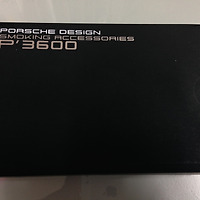 PORSCHE DESIGN
SMOKING ACCESSORIES
P'3600